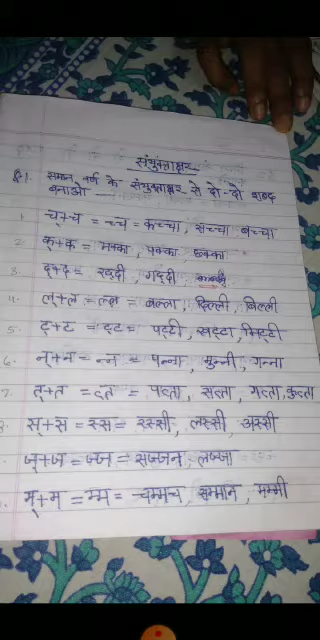 संयुक्ताक्षर
Q1. समान वर्ण के संयुक्ताक्षर से दो-दो शब्द
बनाओ
1. च्+च = च्च = कच्चा, सच्चा बच्चा
2. क्+क = मक्का, पक्का छक्का
3. द्+द = रद्दी, गद्दी
4. ल्+ल = ल्ल = बल्ला, दिल्ली, बिल्ली
5. ट्+ट = ट्ट = पट्टी, खट्टा, मिट्टी
6. न्+न = न्न = पन्ना, मुन्नी, गन्ना
7. त्+त = त्त = पत्ता, सत्ता, गत्ता, कुत्ता
8. स्+स = स्स = रस्सी, लस्सी, अस्सी
ज्+ज = ज्ज = सज्जन, लज्जा
म्+म = म्म = चम्मच, सम्मान, मम्मी